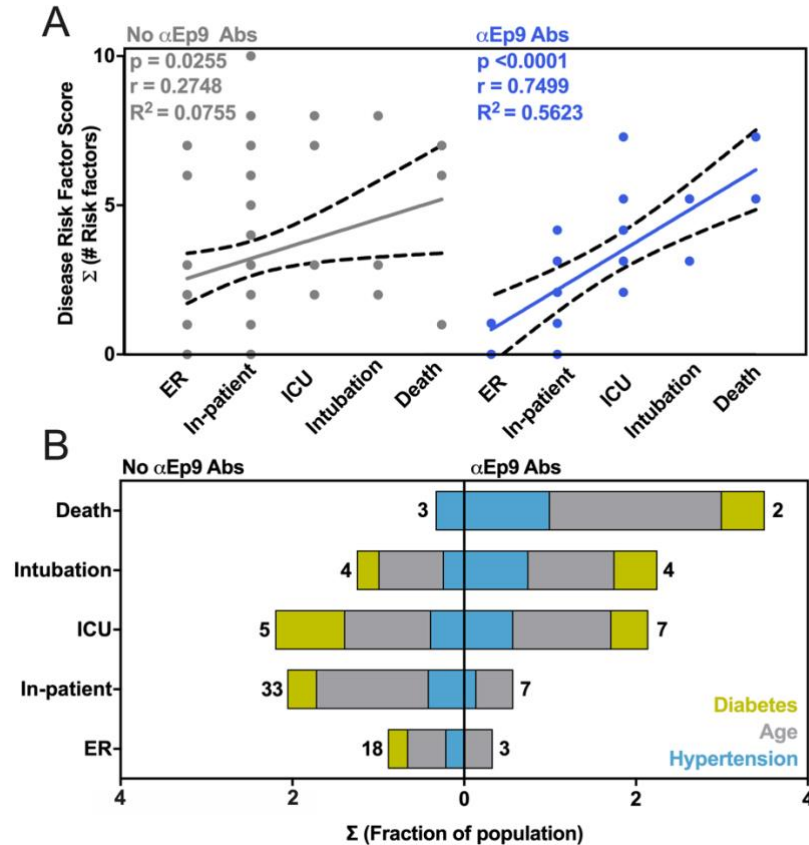 A
No αEp9 Abs
p = 0.0255
r = 0.2748
R² = 0.0755
αEp9 Abs
p <0.0001
r = 0.7499
R² = 0.5623
Disease Risk Factor Score
Σ (# Risk factors)
10
5
0
ER
In-patient
ICU
Intubation
Death
ER
In-patient
ICU
Intubation
Death
B
No αEp9 Abs
αEp9 Abs
Death
3
2
Intubation
4
4
ICU
5
7
In-patient
33
7
ER
18
3
Diabetes
Age
Hypertension
4
2
0
2
4
Σ (Fraction of population)